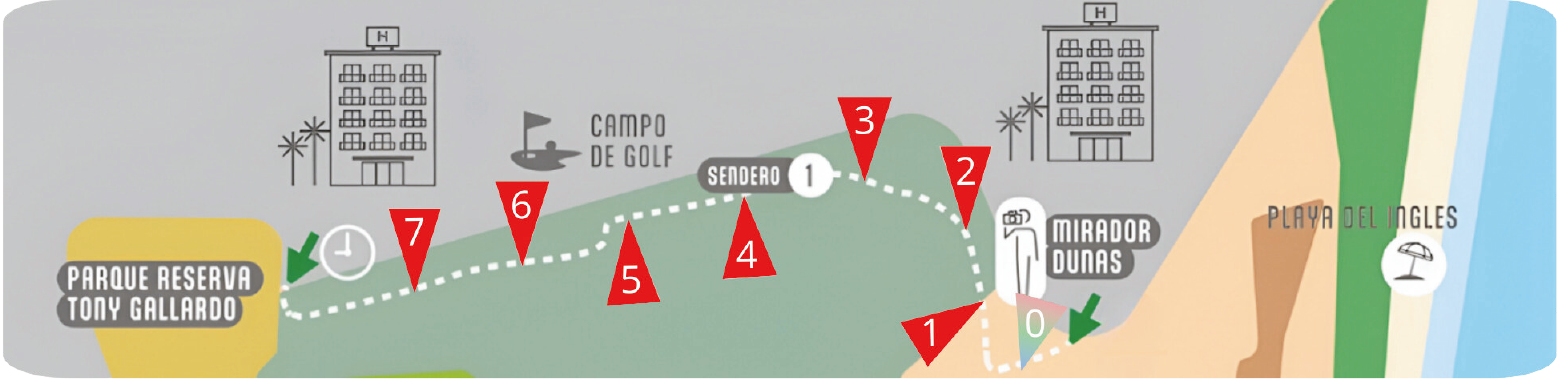 H
H
CAMPO
DE GOLF
3
SENDERO 1
2
6
7
PLAYA DEL INGLES
MIRADOR
DUNAS
4
5
PARQUE RESERVA
TONY GALLARDO
1
0